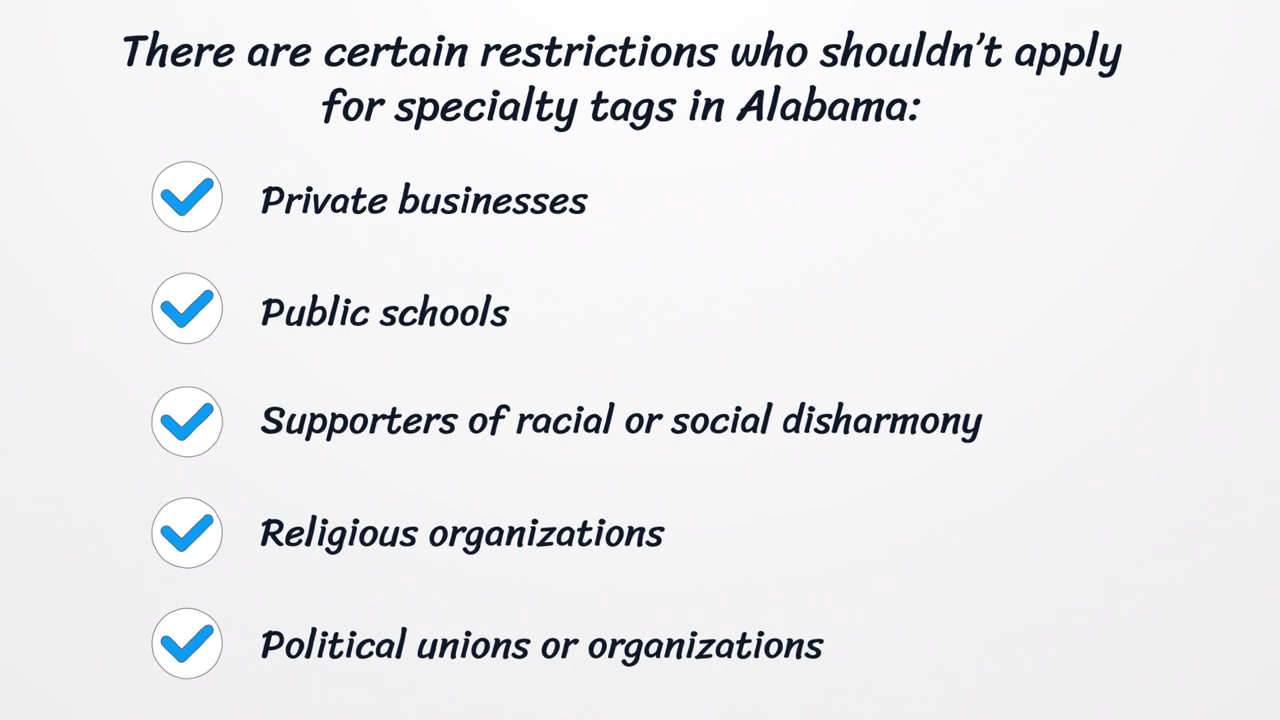 There are certain restrictions who shouldn't apply
for specialty tags in Alabama:
Private businesses
Public schools
Supporters of racial or social disharmony
Religious organizations
Political unions or organizations